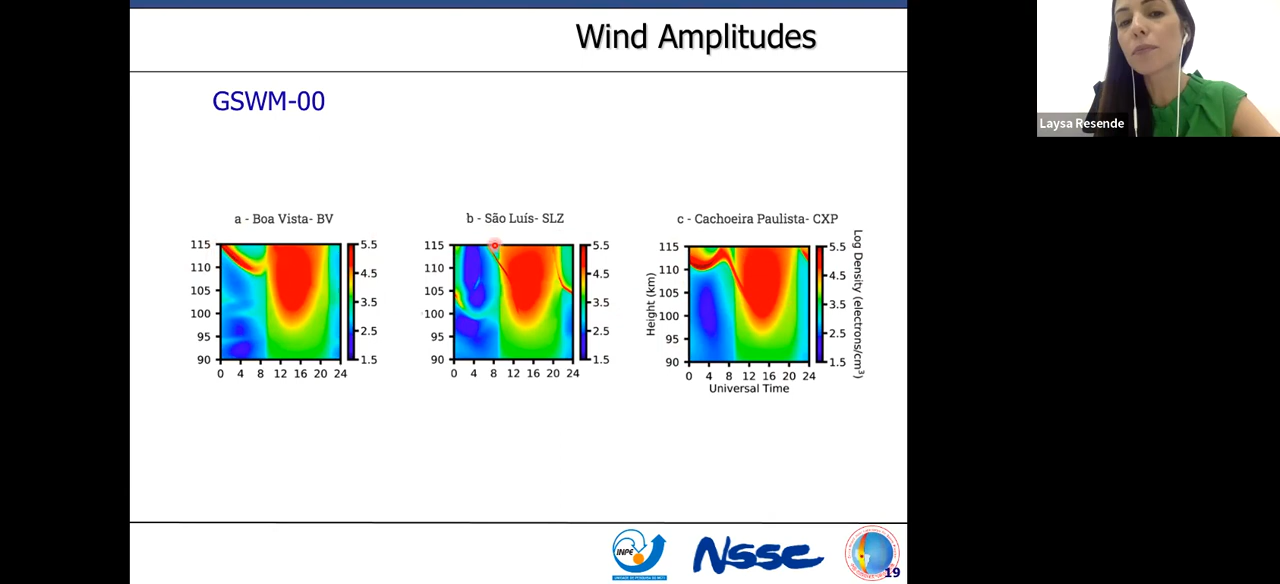 Wind Amplitudes
GSWM-00
Laysa Resende
a - Boa Vista- BV
115
110
105
100
95
90
0 4 8 12 16 20 24
5.5
4.5
3.5
2.5
1.5
b - São Luís- SLZ
115
110
105
100
95
90
0 4 8 12 16 20 24
5.5
4.5
3.5
2.5
1.5
c - Cachoeira Paulista- CXP
Height (km)
115
110
105
100
95
90
0 4 8 12 16 20 24
Universal Time
5.5
4.5
3.5
2.5
1.5
Log Density (electrons/cm³)
INPE
NSSC
19